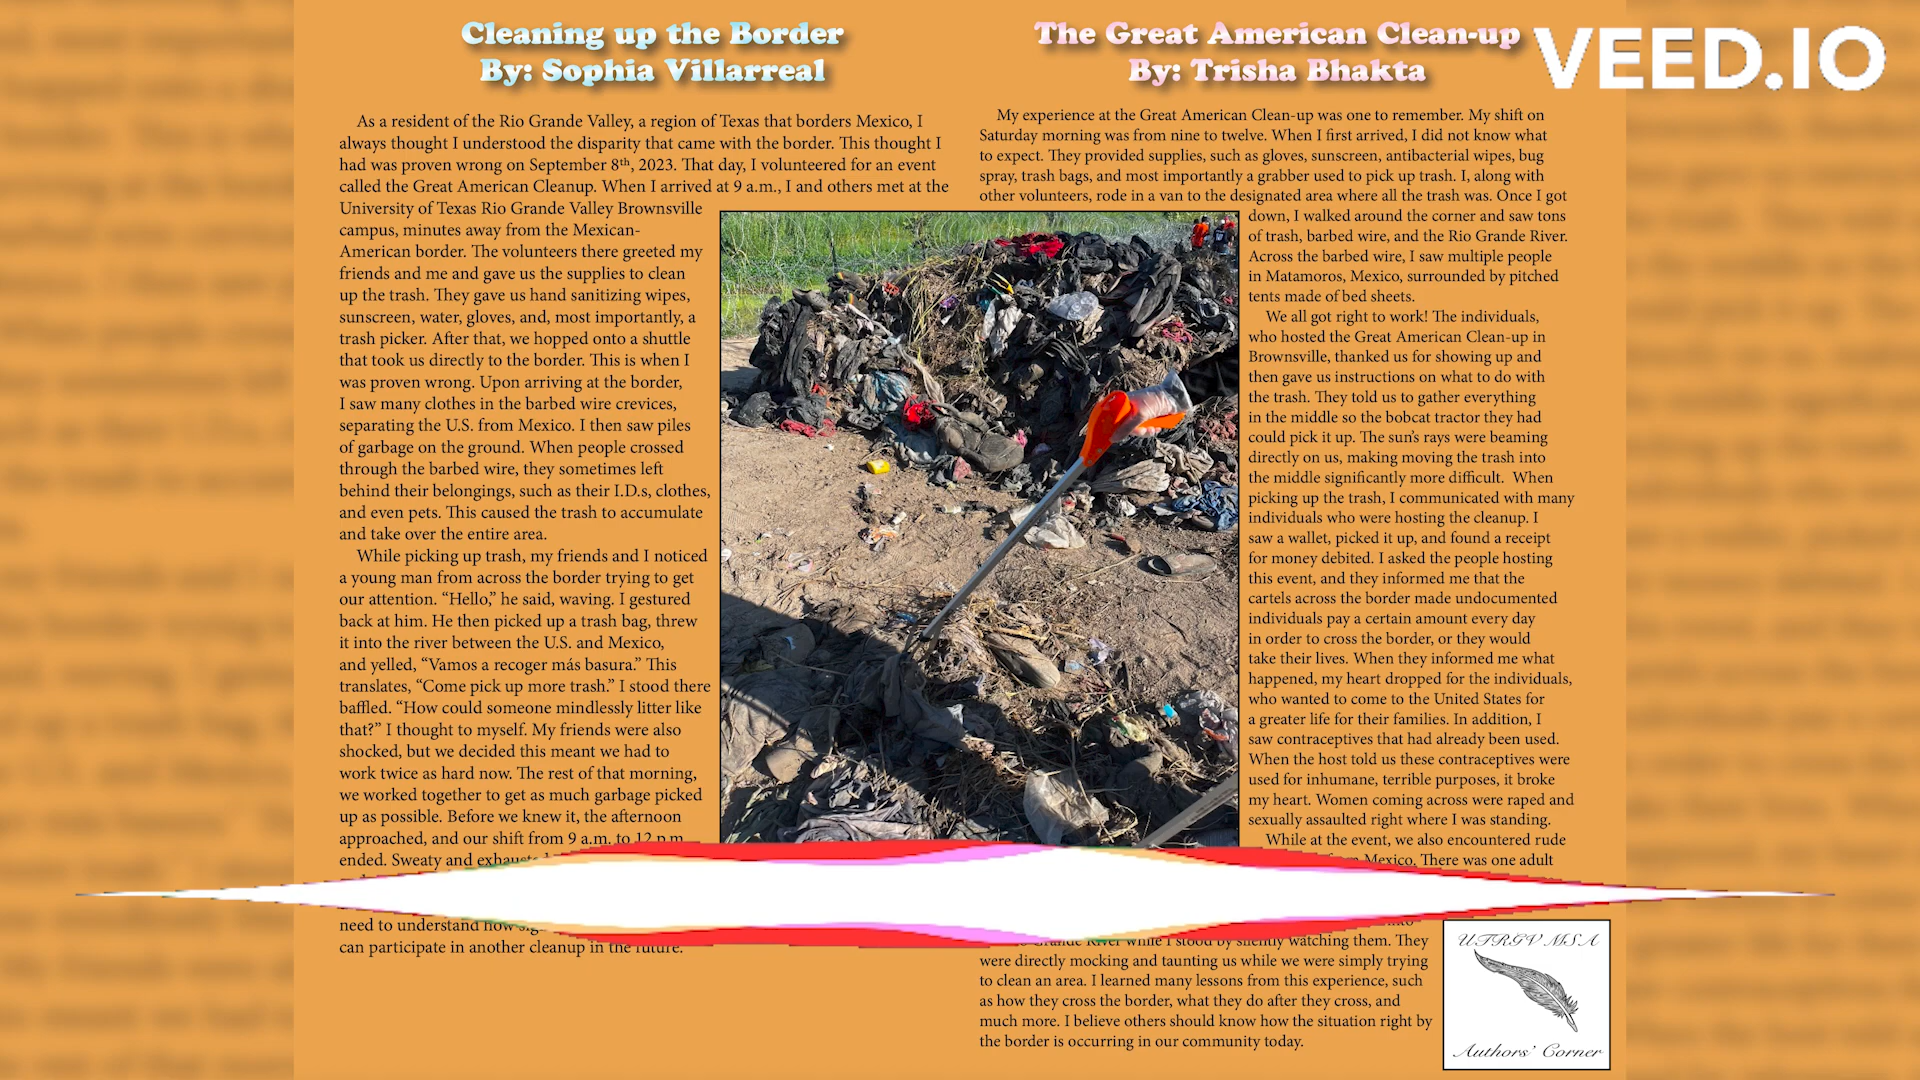 Cleaning up the Border
By: Sophia Villarreal
As a resident of the Rio Grande Valley, a region of Texas that borders Mexico, I
always thought I understood the disparity that came with the border. This thought I
had was proven wrong on September 8th, 2023. That day, I volunteered for an event
called the Great American Cleanup. When I arrived at 9 a.m., I and others met at the
University of Texas Rio Grande Valley Brownsville
campus, minutes away from the Mexican-
American border. The volunteers there greeted my
friends and me and gave us the supplies to clean
up the trash. They gave us hand sanitizing wipes,
sunscreen, water, gloves, and, most importantly, a
trash picker. After that, we hopped onto a shuttle
that took us directly to the border. This is when I
was proven wrong. Upon arriving at the border,
I saw many clothes in the barbed wire crevices,
separating the U.S. from Mexico. I then saw piles
of garbage on the ground. When people crossed
through the barbed wire, they sometimes left
behind their belongings, such as their I.D.s, clothes,
and even pets. This caused the trash to accumulate
and take over the entire area.
While picking up trash, my friends and I noticed
a young man from across the border trying to get
our attention. “Hello,” he said, waving. I gestured
back at him. He then picked up a trash bag, threw
it into the river between the U.S. and Mexico,
and yelled, “Vamos a recoger más basura.” This
translates, “Come pick up more trash.” I stood there
baffled. “How could someone mindlessly litter like
that?” I thought to myself. My friends were also
shocked, but we decided this meant we had to
work twice as hard now. The rest of that morning,
we worked together to get as much garbage picked
up as possible. Before we knew it, the afternoon
approached, and our shift from 9 a.m. to 12 p.m.
ended. Sweaty and
need to understand how
can participate in another cleanup in the future.
The Great American Clean-up
By: Trisha Bhakta
My experience at the Great American Clean-up was one to remember. My shift on
Saturday morning was from nine to twelve. When I first arrived, I did not know what
to expect. They provided supplies, such as gloves, sunscreen, antibacterial wipes, bug
spray, trash bags, and most importantly a grabber used to pick up trash. I, along with
other volunteers, rode in a van to the designated area where all the trash was. Once I got
down, I walked around the corner and saw tons
of trash, barbed wire, and the Rio Grande River.
Across the barbed wire, I saw multiple people
in Matamoros, Mexico, surrounded by pitched
tents made of bed sheets.
We all got right to work! The individuals,
who hosted the Great American Clean-up in
Brownsville, thanked us for showing up and
then gave us instructions on what to do with
the trash. They told us to gather everything
in the middle so the bobcat tractor they had
could pick it up. The sun’s rays were beaming
directly on us, making moving the trash into
the middle significantly more difficult. When
picking up the trash, I communicated with many
individuals who were hosting the cleanup. I
saw a wallet, picked it up, and found a receipt
for money debited. I asked the people hosting
this event, and they informed me that the
cartels across the border made undocumented
individuals pay a certain amount every day
in order to cross the border, or they would
take their lives. When they informed me what
happened, my heart dropped for the individuals,
who wanted to come to the United States for
a greater life for their families. In addition, I
saw contraceptives that had already been used.
When the host told us these contraceptives were
used for inhumane, terrible purposes, it broke
my heart. Women coming across were raped and
sexually assaulted right where I was standing.
While at the event, we also encountered rude
Mexico. There was one adult
Grande River while I stood by silently watching them. They
were directly mocking and taunting us while we were simply trying
to clean an area. I learned many lessons from this experience, such
as how they cross the border, what they do after they cross, and
much more. I believe others should know how the situation right by
the border is occurring in our community today.
VEED.IO
UTRGV MSA
Authors’ Corner